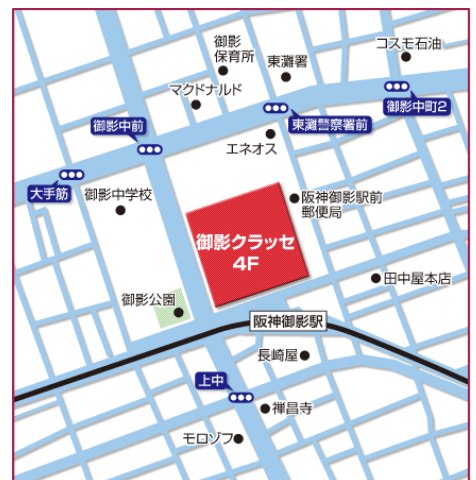 御影
保育所
東灘署
コスモ石油
マクドナルド
御影中町2
御影中前
東灘警察署前
エネオス
大手筋
御影中学校
阪神御影駅前
郵便局
御影クラッセ
4F
田中屋本店
御影公園
阪神御影駅
長崎屋
上中
禅昌寺
モロゾフ